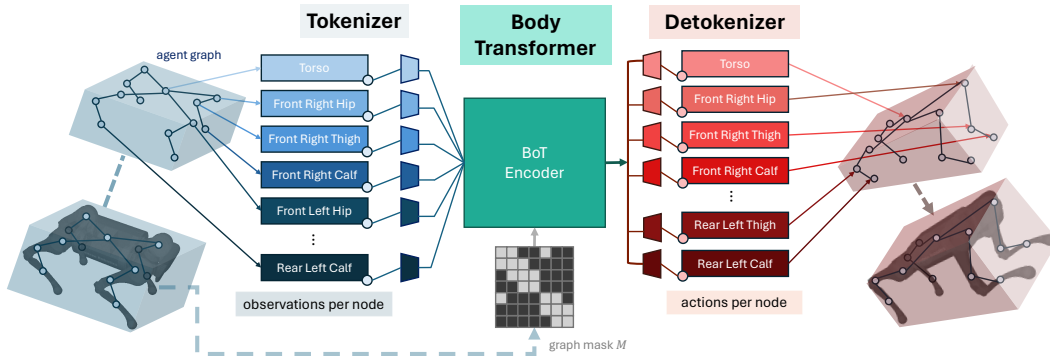 Tokenizer
Body
Transformer
Detokenizer
agent graph
Torso
Front Right Hip
Front Right Thigh
Front Right Calf
Front Left Hip
...
Rear Left Calf
observations per node
BoT
Encoder
graph mask M
Torso
Front Right Hip
Front Right Thigh
Front Right Calf
...
Rear Left Thigh
Rear Left Calf
actions per node